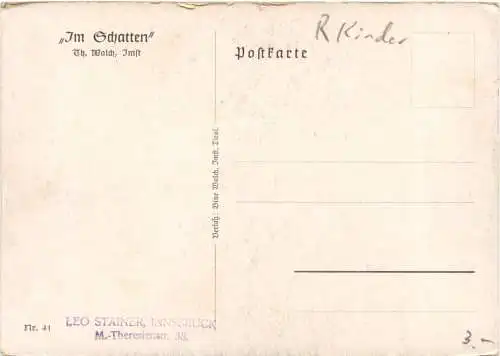 „Im Schatten"
Th. Walch, Imst
Postkarte
R Kinder
Verlag: Bine Walch, Imst, Tirol.
Nr. 41
LEO STAINER, INNSBRUCK
M.-Theresienstr. 38.
3.-